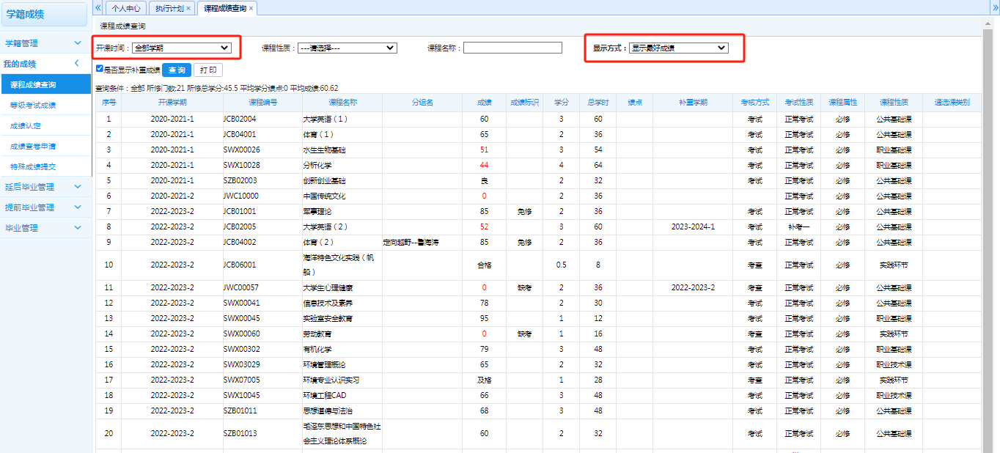 学籍成绩
学籍管理
我的成绩
课程成绩查询
等级考试成绩
成绩认定
成绩查卷申请
特殊成绩提交
延后毕业管理
提前毕业管理
毕业管理
个人中心 执行计划 × 课程成绩查询 ×
课程成绩查询
开课时间： 全部学期 课程性质： ---请选择--- 课程名称： 显示方式： 显示最好成绩
是否显示补重成绩 查 询 打 印
查询条件：全部 所修门数:21 所修总学分:45.5 平均学分绩点:0 平均成绩:60.62
序号 开课学期 课程编号 课程名称 分组名 成绩 成绩标识 学分 总学时 绩点 补重学期 考核方式 考试性质 课程属性 课程性质 通选课类别
1 2020-2021-1 JCB02004 大学英语（1） 60 3 60 考试 正常考试 必修 公共基础课
2 2020-2021-1 JCB04001 体育（1） 65 2 36 考试 正常考试 必修 公共基础课
3 2020-2021-1 SWX00026 水生生物基础 51 3 54 考试 正常考试 必修 职业基础课
4 2020-2021-1 SWX10028 分析化学 44 4 64 考试 正常考试 必修 职业基础课
5 2020-2021-1 SZB02003 创新创业基础 良 2 32 考试 正常考试 必修 公共基础课
6 2020-2021-2 JWC10000 中国传统文化 0 2 36 正常考试 必修 公共基础课
7 2022-2023-2 JCB01001 军事理论 85 免修 2 36 考试 正常考试 必修 公共基础课
8 2022-2023-2 JCB02005 大学英语（2） 52 3 60 2023-2024-1 考试 补考一 必修 公共基础课
9 2022-2023-2 JCB04002 体育（2） 定向越野--鲁海涛 85 免修 2 36 考试 正常考试 必修 公共基础课
10 2022-2023-2 JCB06001 海洋特色文化实践（帆
船） 合格 0.5 8 考查 正常考试 必修 实践环节
11 2022-2023-2 JWC00057 大学生心理健康 0 缺考 2 36 2022-2023-2 考查 正常考试 必修 公共基础课
12 2022-2023-2 SWX00041 信息技术及素养 78 2 30 考试 正常考试 必修 公共基础课
13 2022-2023-2 SWX00045 实验室安全教育 95 1 12 考试 正常考试 必修 职业基础课
14 2022-2023-2 SWX00060 劳动教育 0 缺考 1 16 考查 正常考试 必修 实践环节
15 2022-2023-2 SWX00302 有机化学 79 3 48 考试 正常考试 必修 职业基础课
16 2022-2023-2 SWX03029 环境管理概论 65 2 32 考试 正常考试 必修 职业技术课
17 2022-2023-2 SWX07005 环境专业认识实习 及格 1 28 考查 正常考试 必修 实践环节
18 2022-2023-2 SWX10045 环境工程CAD 66 3 48 考试 正常考试 必修 职业技术课
19 2022-2023-2 SZB01011 思想道德与法治 68 3 48 考试 正常考试 必修 公共基础课
20 2022-2023-2 SZB01013 毛泽东思想和中国特色社
会主义理论体系概论 60 2 32 考试 正常考试 必修 公共基础课